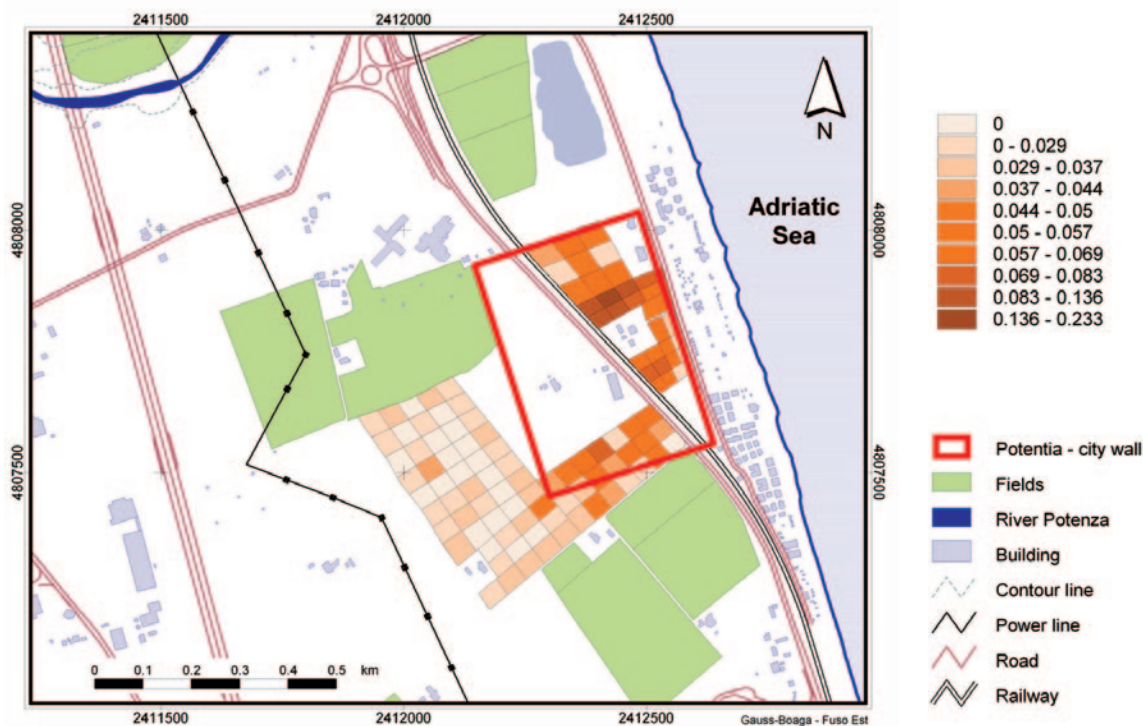 2411500
2412000
2412500
4808000
4807500
N
Adriatic
Sea
4808000
4807500
0 0.1 0.2 0.3 0.4 0.5 km
2411500
2412000
2412500
Gauss-Boaga - Fuso Est
0
0 - 0.029
0.029 - 0.037
0.037 - 0.044
0.044 - 0.05
0.05 - 0.057
0.057 - 0.069
0.069 - 0.083
0.083 - 0.136
0.136 - 0.233
Potentia - city wall
Fields
River Potenza
Building
Contour line
Power line
Road
Railway